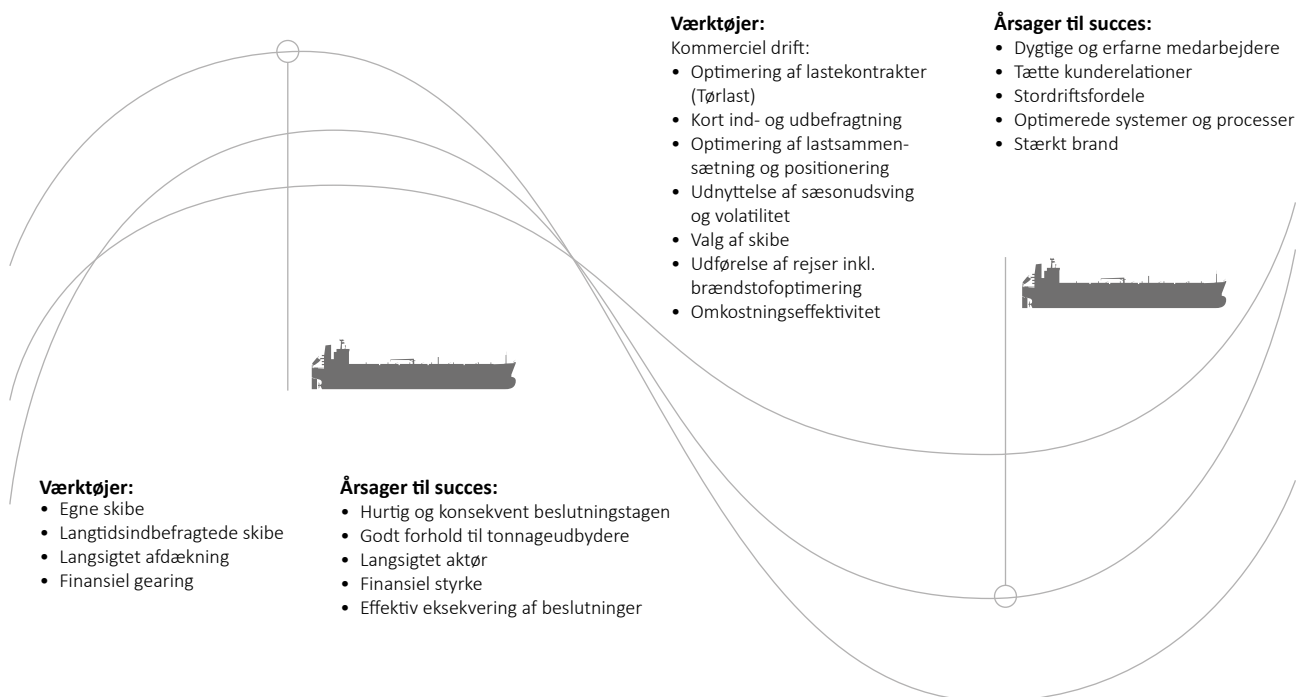 Værktøjer:
Kommerciel drift:
• Optimering af lastekontrakter
(Tørlast)
• Kort ind- og udbefragtning
• Optimering af lastsammen-
sætning og positionering
• Udnyttelse af sæsonudsving
og volatilitet
• Valg af skibe
• Udførelse af rejser inkl.
brændstofoptimering
• Omkostningseffektivitet
Årsager til succes:
• Dygtige og erfarne medarbejdere
• Tætte kunderelationer
• Stordriftsfordele
• Optimerede systemer og processer
• Stærkt brand
Værktøjer:
• Egne skibe
• Langtidsindbefragtede skibe
• Langsigtet afdækning
• Finansiel gearing
Årsager til succes:
• Hurtig og konsekvent beslutningstagen
• Godt forhold til tonnageudbydere
• Langsigtet aktør
• Finansiel styrke
• Effektiv eksekvering af beslutninger